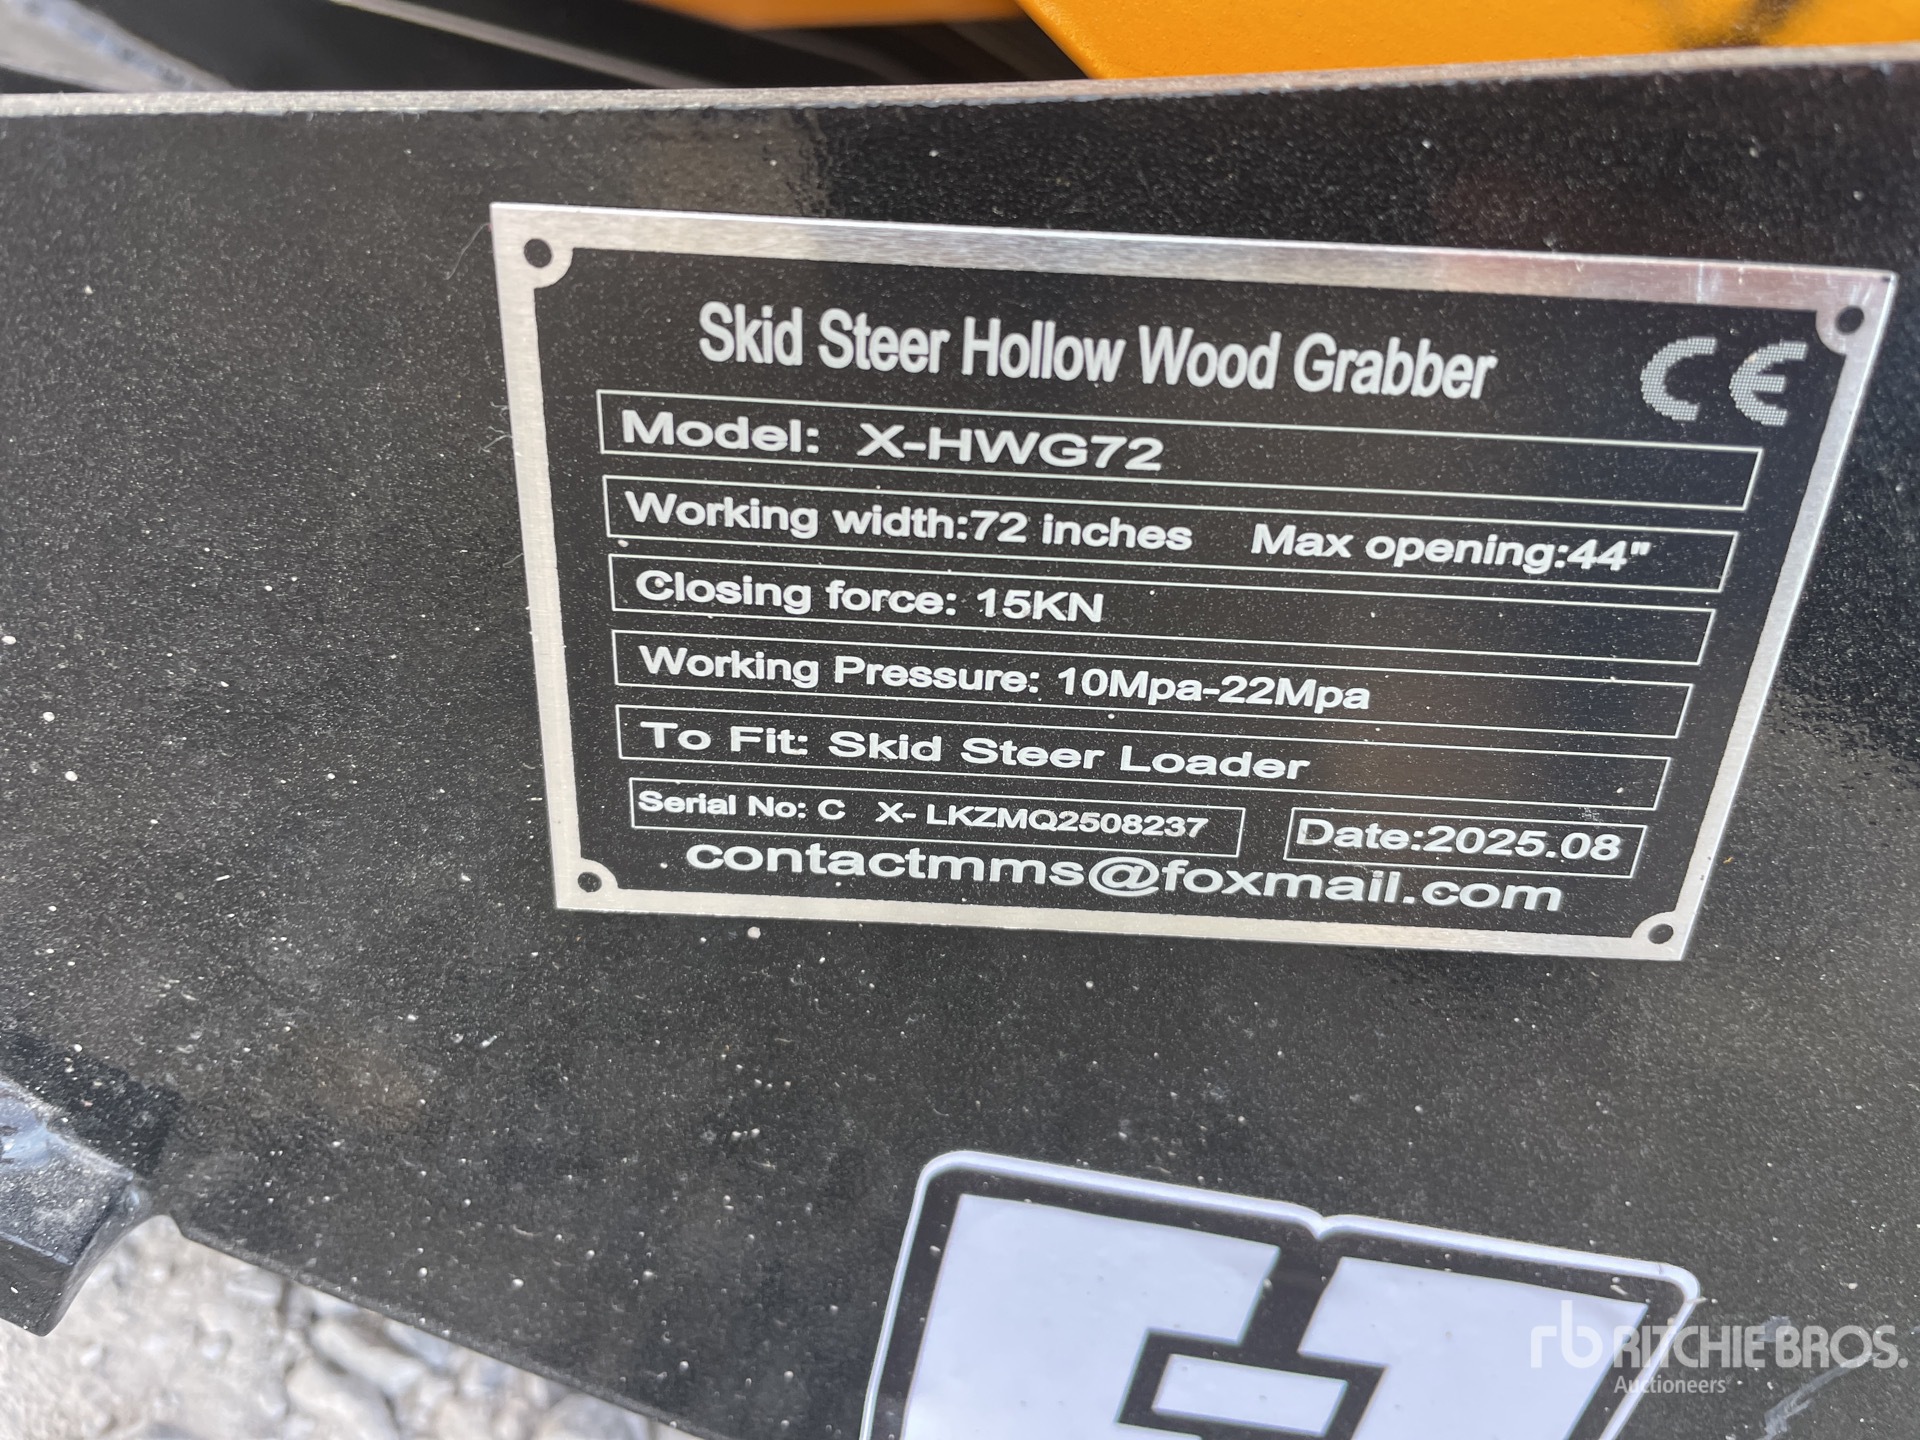 Skid Steer Hollow Wood Grabber CE
Model: X-HWG72
Working width:72 inches Max opening:44"
Closing force: 15KN
Working Pressure: 10Mpa-22Mpa
To Fit: Skid Steer Loader
Serial No: C X- LKZMQ2508237 Date:2025.08
contactmms@foxmail.com
rb RITCHIE BROS.
Auctioneers